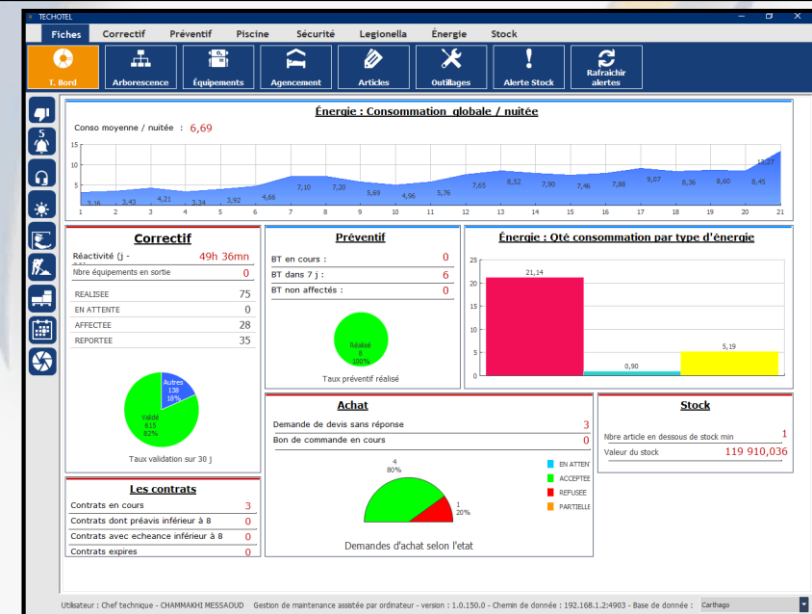 TECHOTEL
Fiches Correctif Préventif Piscine Sécurité Legionella Énergie Stock
T. Bord Arborescence Équipements Agencement Articles Outillages Alerte Stock Rafraichir alertes
5
Énergie : Consommation globale / nuitée
Conso moyenne / nuitée : 6,69
15
10
5
3,16 3,43 4,21 3,34 3,92 4,66 7,10 7,20 5,69 4,96 5,76 7,65 8,52 7,90 7,46 7,88 9,07 8,36 8,60 8,45 13,27
1 2 3 4 5 6 7 8 9 10 11 12 13 14 15 16 17 18 19 20 21
Correctif
Réactivité (j - 49h 36mn
Nbre équipements en sortie 0
REALISEE 75
EN ATTENTE 0
AFFECTEE 28
REPORTEE 35
Autres
138
18%
Validé
615
82%
Taux validation sur 30 j
Préventif
BT en cours : 0
BT dans 7 j : 6
BT non affectés : 0
Réalisé
8
100%
Taux préventif réalisé
Énergie : Qté consommation par type d'énergie
25
20
15
10
5
0
21,14
0,90
5,19
Achat
Demande de devis sans réponse 3
Bon de commande en cours 0
4
80%
1
20%
EN ATTEN
ACCEPTEE
REFUSEE
PARTIELLE
Demandes d'achat selon l'etat
Stock
Nbre article en dessous de stock min 1
Valeur du stock 119 910,036
Les contrats
Contrats en cours 3
Contrats dont préavis inférieur à 8 0
Contrats avec echeance inférieur à 8 0
Contrats expires 0
Utilisateur : Chef technique - CHAMMAKHI MESSAOUD Gestion de maintenance assistée par ordinateur - version : 1.0.150.0 - Chemin de donnée : 192.168.1.2:4903 - Base de donnée : Carthago